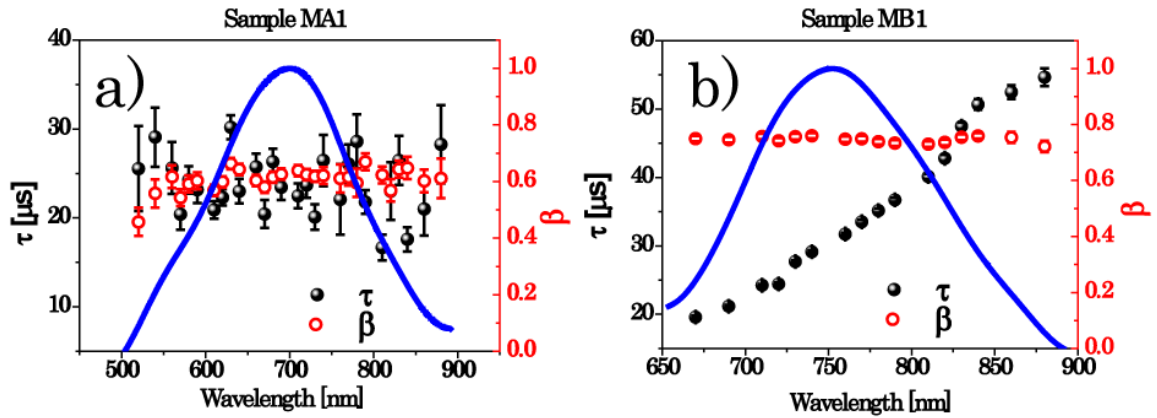 Sample MA1
a)
40
30
20
10
τ [μs]
1.0
0.8
0.6
0.4
0.2
0.0
β
τ
β
500 600 700 800 900
Wavelength [nm]
Sample MB1
b)
60
50
40
30
20
τ [μs]
1.0
0.8
0.6
0.4
0.2
0.0
β
τ
β
650 700 750 800 850 900
Wavelength [nm]